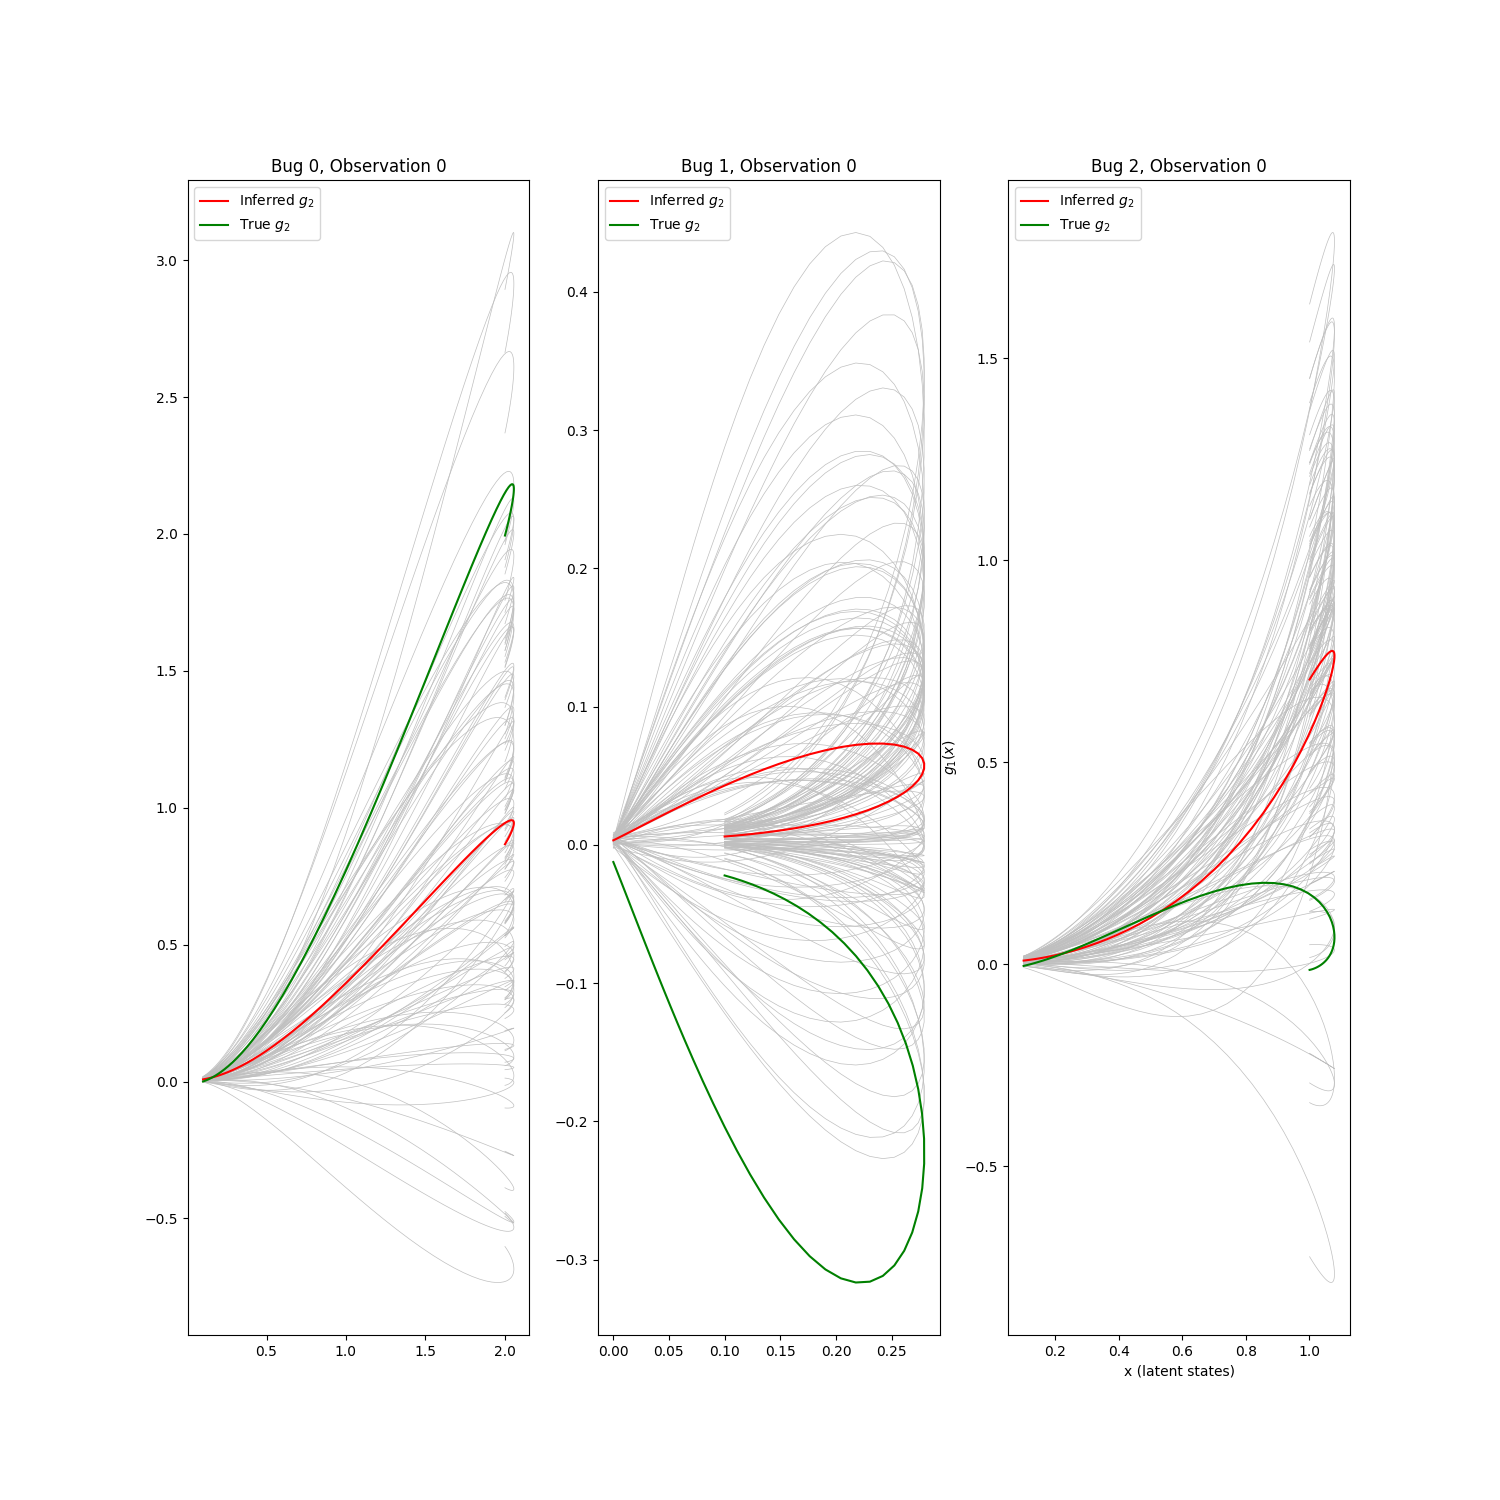 Bug 0, Observation 0
Inferred g₂
True g₂
3.0
2.5
2.0
1.5
1.0
0.5
0.0
−0.5
0.5 1.0 1.5 2.0
Bug 1, Observation 0
Inferred g₂
True g₂
0.4
0.3
0.2
0.1
0.0
−0.1
−0.2
−0.3
0.00 0.05 0.10 0.15 0.20 0.25
Bug 2, Observation 0
Inferred g₂
True g₂
g₁(x)
1.5
1.0
0.5
0.0
−0.5
0.2 0.4 0.6 0.8 1.0
x (latent states)